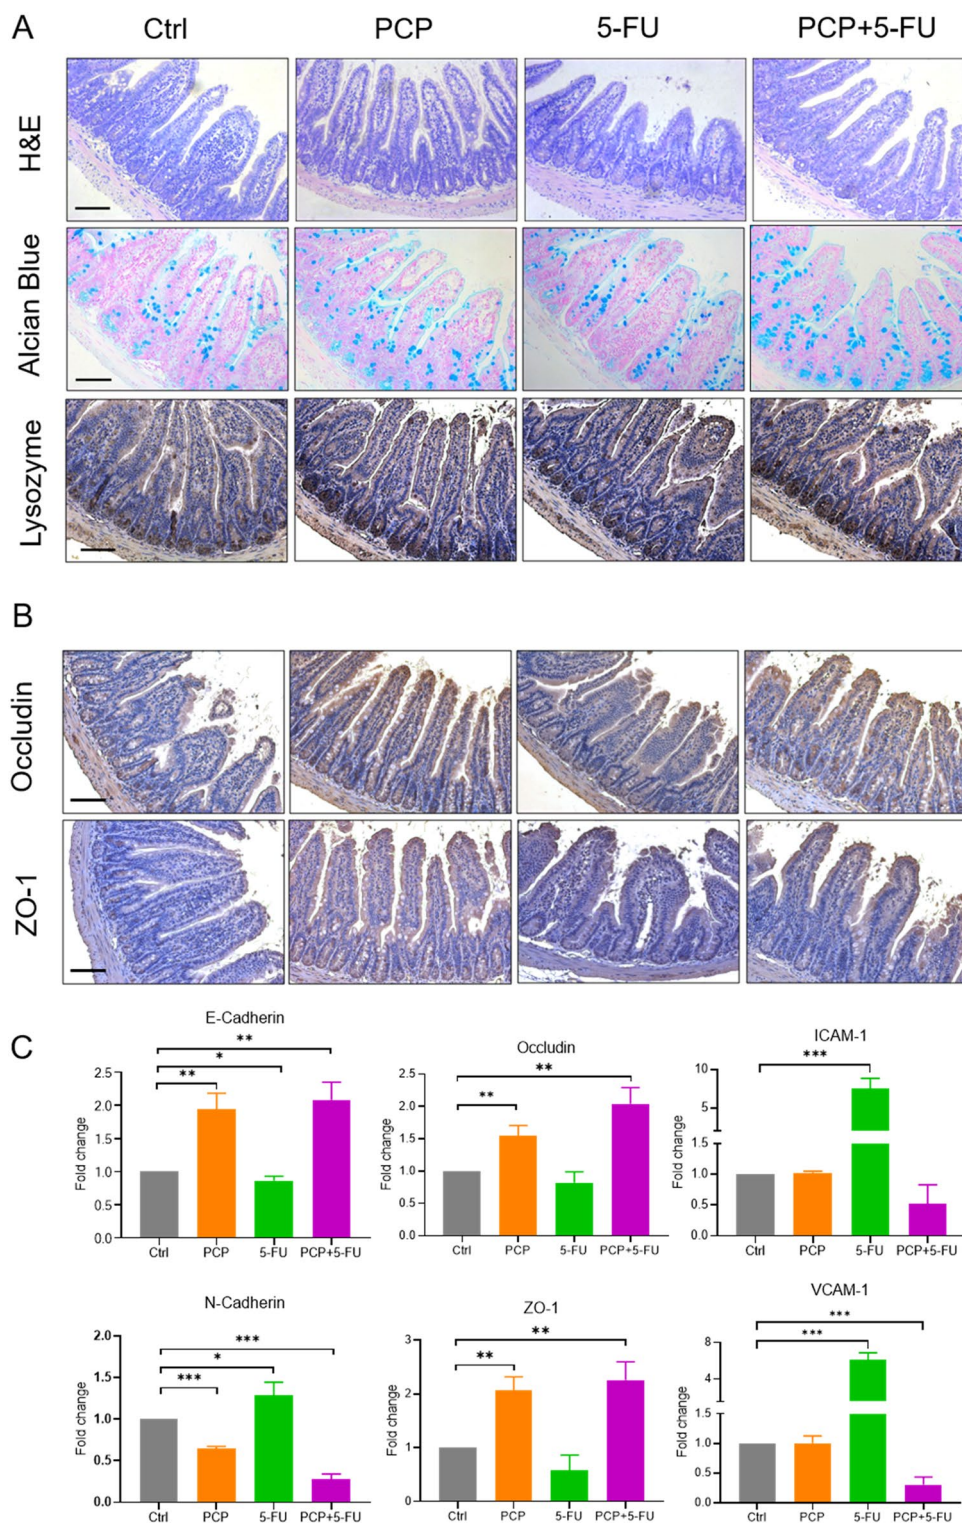 A
Ctrl PCP 5-FU PCP+5-FU
H&E
Alcian Blue
Lysozyme
B
Occludin
ZO-1
C
E-Cadherin
**
*
**
Fold change
2.5
2.0
1.5
1.0
0.5
0.0
Ctrl PCP 5-FU PCP+5-FU
Occludin
**
**
Fold change
2.5
2.0
1.5
1.0
0.5
0.0
Ctrl PCP 5-FU PCP+5-FU
ICAM-1
***
Fold change
10
5
1.5
1.0
0.5
0.0
Ctrl PCP 5-FU PCP+5-FU
N-Cadherin
***
*
***
Fold change
2.0
1.5
1.0
0.5
0.0
Ctrl PCP 5-FU PCP+5-FU
ZO-1
**
**
Fold change
3
2
1
0
Ctrl PCP 5-FU PCP+5-FU
VCAM-1
***
***
Fold change
8
4
1.5
1.0
0.5
0.0
Ctrl PCP 5-FU PCP+5-FU